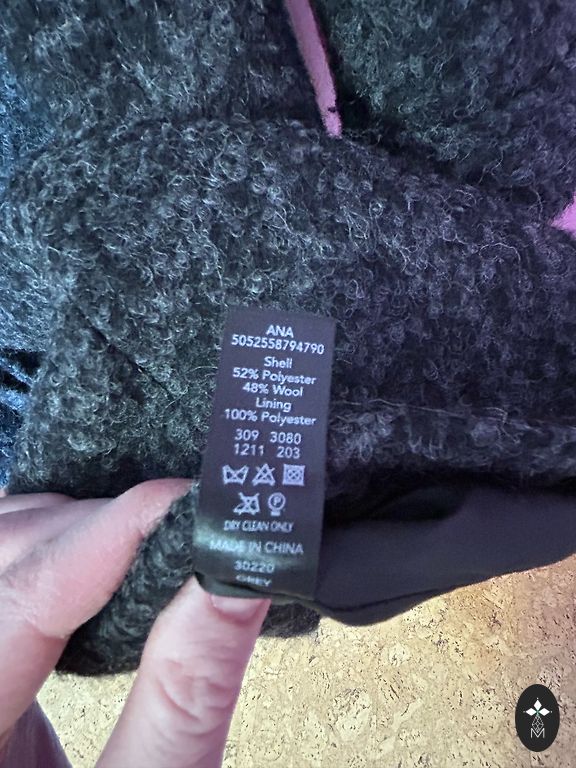 ANA
5052558794790
Shell
52% Polyester
48% Wool
Lining
100% Polyester
309 3080
1211 203
P
DRY CLEAN ONLY
MADE IN CHINA
30220
GREY
M